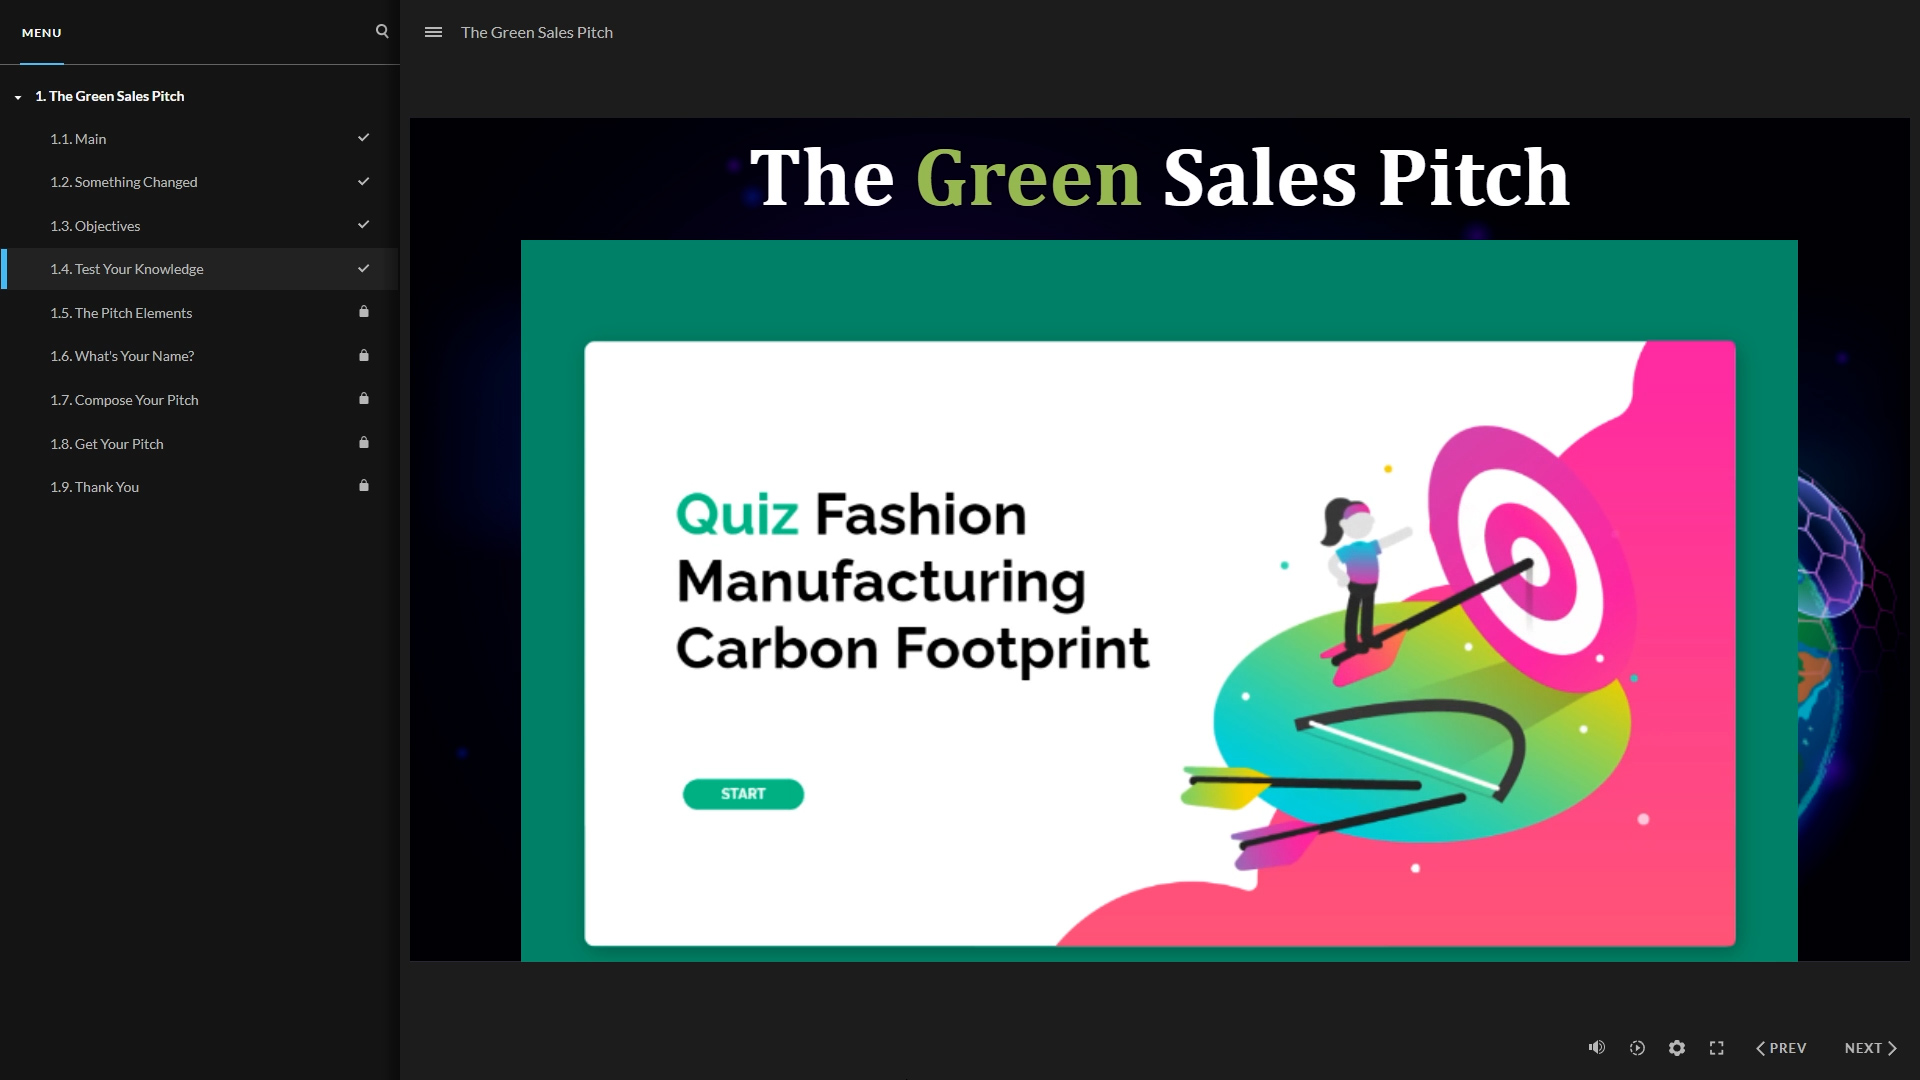 MENU
The Green Sales Pitch
1. The Green Sales Pitch
1.1. Main
1.2. Something Changed
1.3. Objectives
1.4. Test Your Knowledge
1.5. The Pitch Elements
1.6. What's Your Name?
1.7. Compose Your Pitch
1.8. Get Your Pitch
1.9. Thank You
The Green Sales Pitch
Quiz Fashion
Manufacturing
Carbon Footprint
START
PREV
NEXT